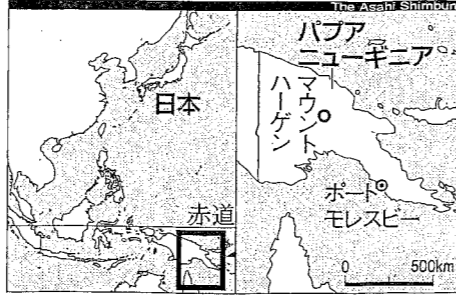 The Asahi Shimbun
日本
赤道
パプア
ニューギニア
マウント
ハーゲン
ポート
モレスビー
0 500km